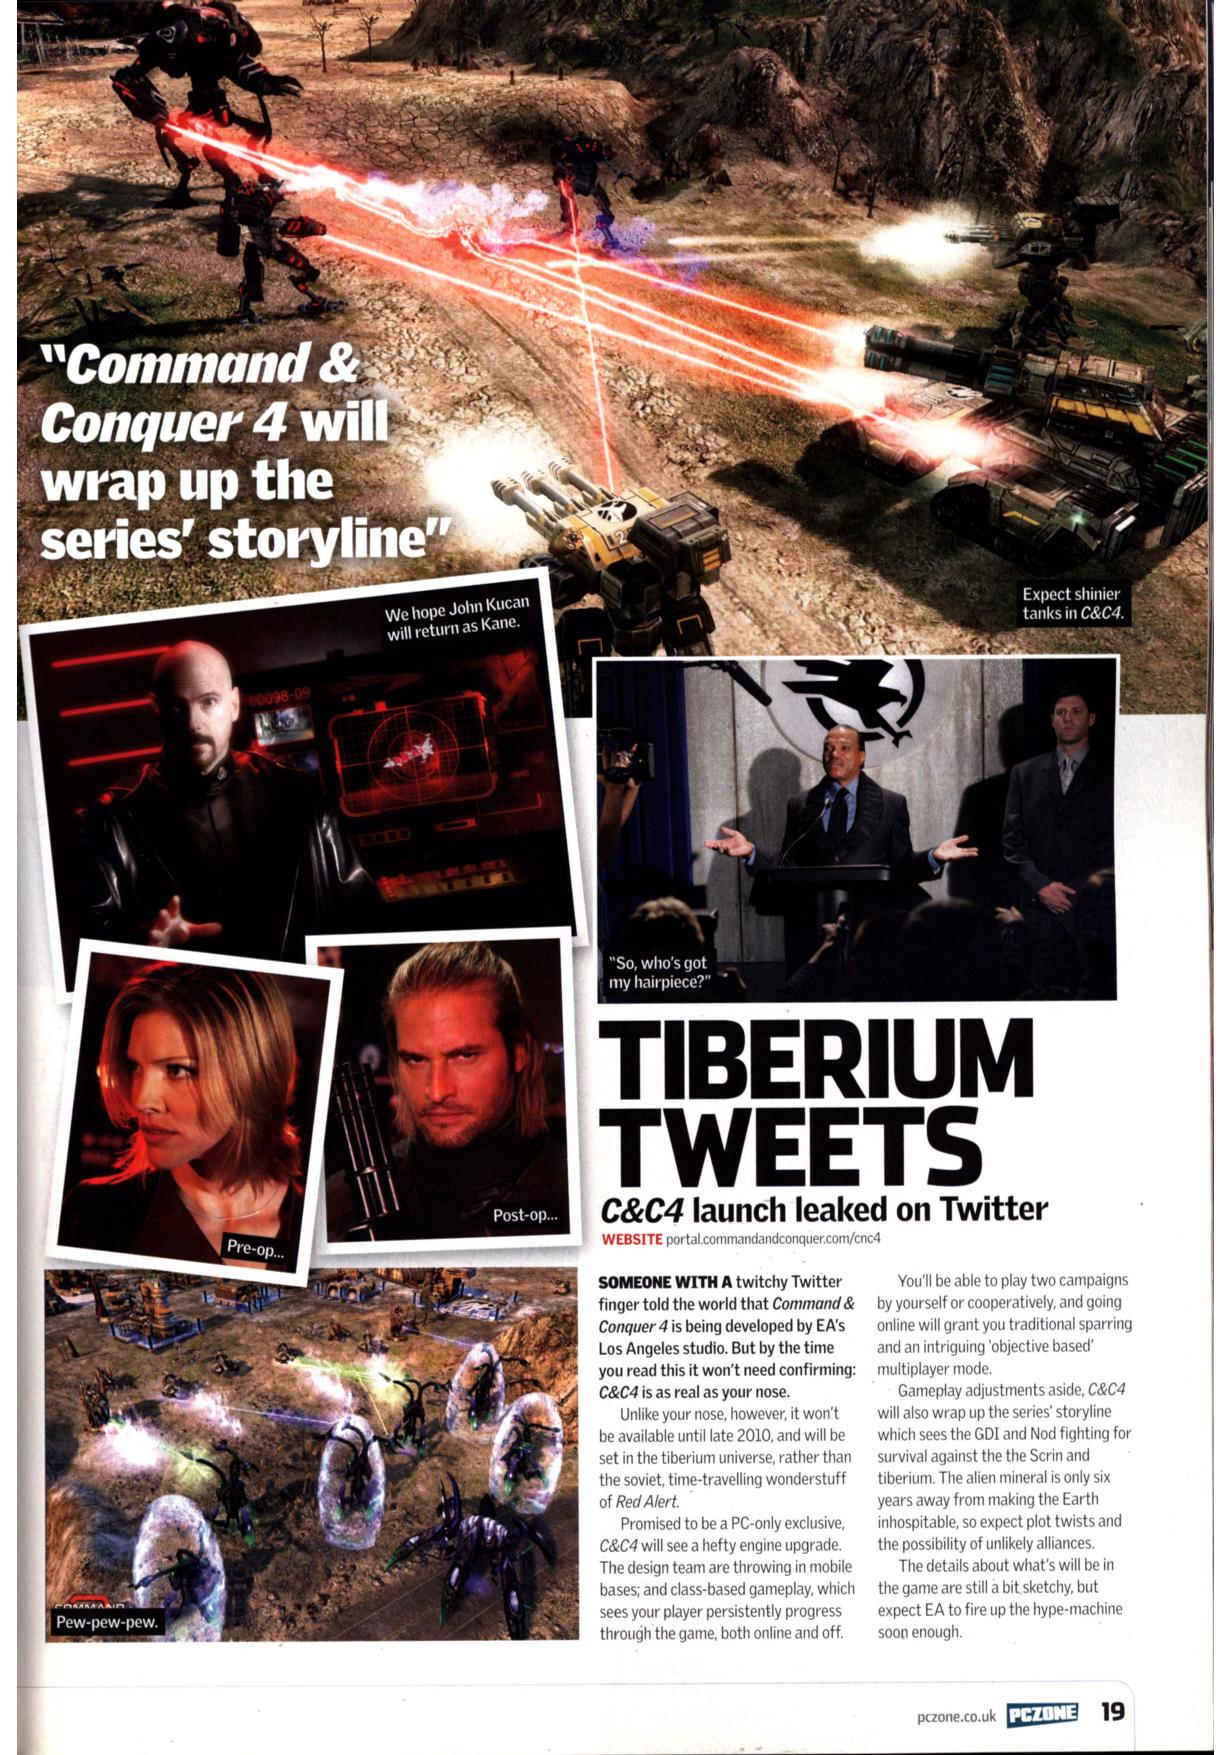 "Command &
Conquer 4 will
wrap up the
series' storyline"
Expect shinier
tanks in C&C4.
We hope John Kucan
will return as Kane.
80098-09
"So, who's got
my hairpiece?"
Pre-op...
Post-op...
TIBERIUM
TWEETS
C&C4 launch leaked on Twitter
WEBSITE portal.commandandconquer.com/cnc4
SOMEONE WITH A twitchy Twitter
finger told the world that Command &
Conquer 4 is being developed by EA's
Los Angeles studio. But by the time
you read this it won't need confirming:
C&C4 is as real as your nose.
Unlike your nose, however, it won't
be available until late 2010, and will be
set in the tiberium universe, rather than
the soviet, time-travelling wonderstuff
of Red Alert.
Promised to be a PC-only exclusive,
C&C4 will see a hefty engine upgrade.
The design team are throwing in mobile
bases; and class-based gameplay, which
sees your player persistently progress
through the game, both online and off.
You'll be able to play two campaigns
by yourself or cooperatively, and going
online will grant you traditional sparring
and an intriguing 'objective based'
multiplayer mode.
Gameplay adjustments aside, C&C4
will also wrap up the series' storyline
which sees the GDI and Nod fighting for
survival against the the Scrin and
tiberium. The alien mineral is only six
years away from making the Earth
inhospitable, so expect plot twists and
the possibility of unlikely alliances.
The details about what's will be in
the game are still a bit sketchy, but
expect EA to fire up the hype-machine
soon enough.
COMMAND
Pew-pew-pew.
pczone.co.uk PCZONE 19